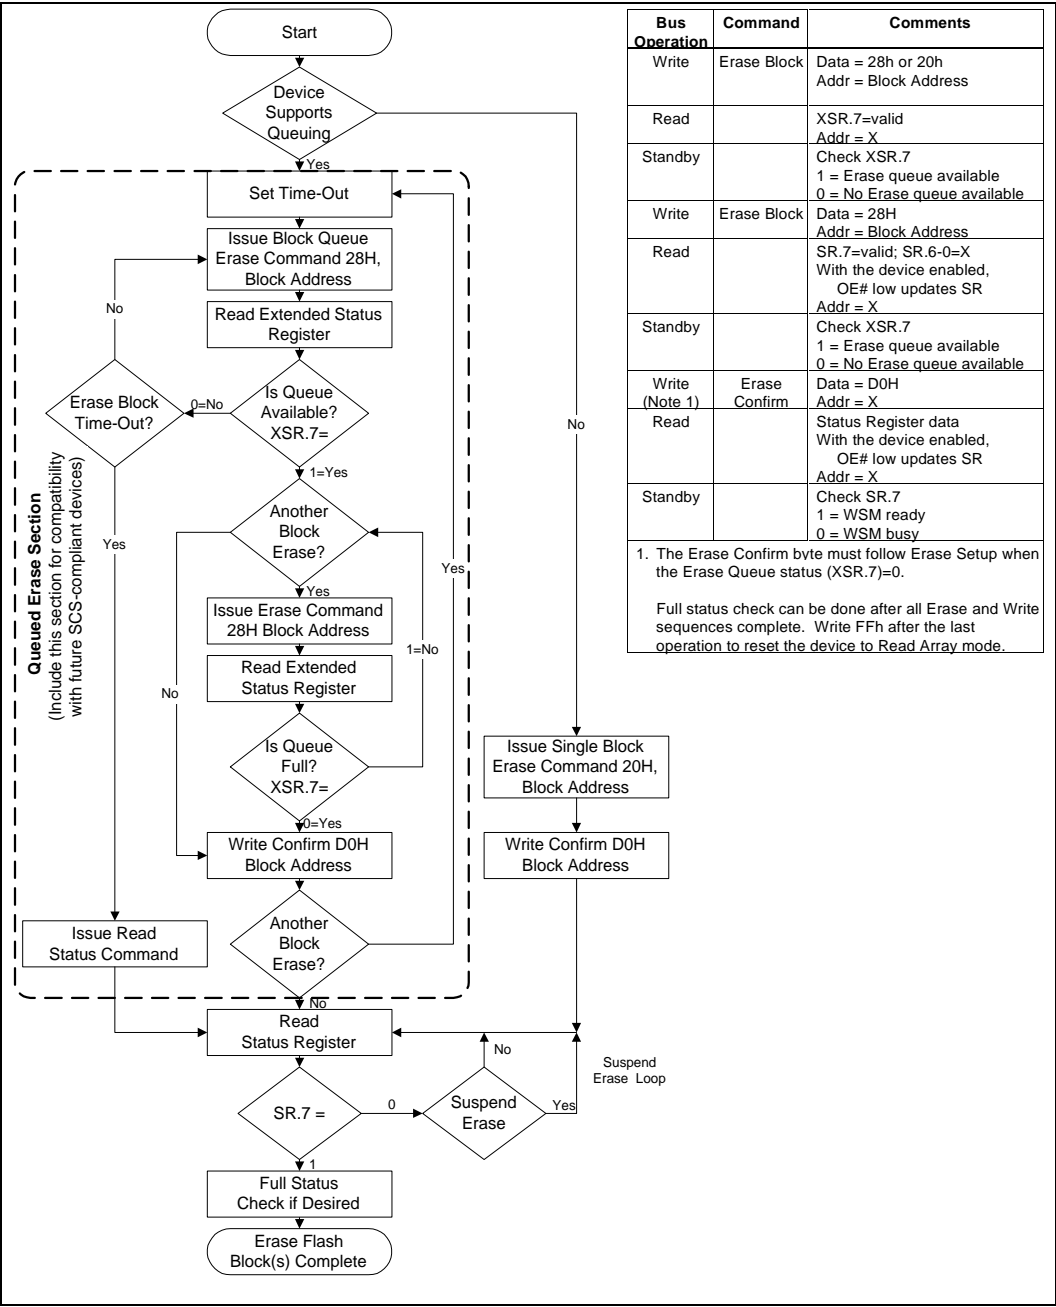 Start
Device
Supports
Queuing
Yes
Set Time-Out
Issue Block Queue
Erase Command 28H,
Block Address
No
Read Extended Status
Register
Erase Block
Time-Out?
0=No
Is Queue
Available?
XSR.7=
No
1=Yes
Another
Block
Erase?
Yes
Yes
Yes
Issue Erase Command
28H Block Address
1=No
Read Extended
Status Register
No
Is Queue
Full?
XSR.7=
0=Yes
Write Confirm D0H
Block Address
Issue Single Block
Erase Command 20H,
Block Address
Write Confirm D0H
Block Address
Another
Block
Erase?
Issue Read
Status Command
Queued Erase Section
(Include this section for compatibility
with future SCS-compliant devices)
No
Read
Status Register
No
Suspend
Erase Loop
SR.7 =
0
Suspend
Erase
Yes
1
Full Status
Check if Desired
Erase Flash
Block(s) Complete
Bus
Operation
Command
Comments
Write
Erase Block
Data = 28h or 20h
Addr = Block Address
Read
XSR.7=valid
Addr = X
Standby
Check XSR.7
1 = Erase queue available
0 = No Erase queue available
Write
Erase Block
Data = 28H
Addr = Block Address
Read
SR.7=valid; SR.6-0=X
With the device enabled,
OE# low updates SR
Addr = X
Standby
Check XSR.7
1 = Erase queue available
0 = No Erase queue available
Write
(Note 1)
Erase
Confirm
Data = D0H
Addr = X
Read
Status Register data
With the device enabled,
OE# low updates SR
Addr = X
Standby
Check SR.7
1 = WSM ready
0 = WSM busy
1. The Erase Confirm byte must follow Erase Setup when
the Erase Queue status (XSR.7)=0.
Full status check can be done after all Erase and Write
sequences complete. Write FFh after the last
operation to reset the device to Read Array mode.